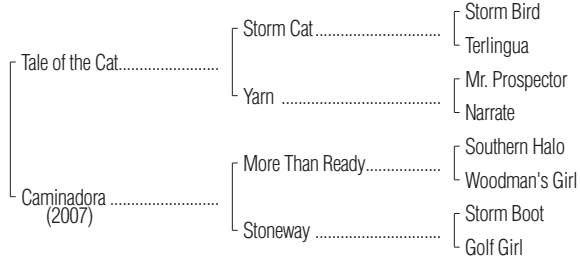 Storm Bird
Storm Cat..................................
Terlingua
Tale of the Cat..........................
Mr. Prospector
Yarn ...........................................
Narrate
Southern Halo
More Than Ready....................
Woodman's Girl
Caminadora .............................
(2007)
Storm Boot
Stoneway ..................................
Golf Girl